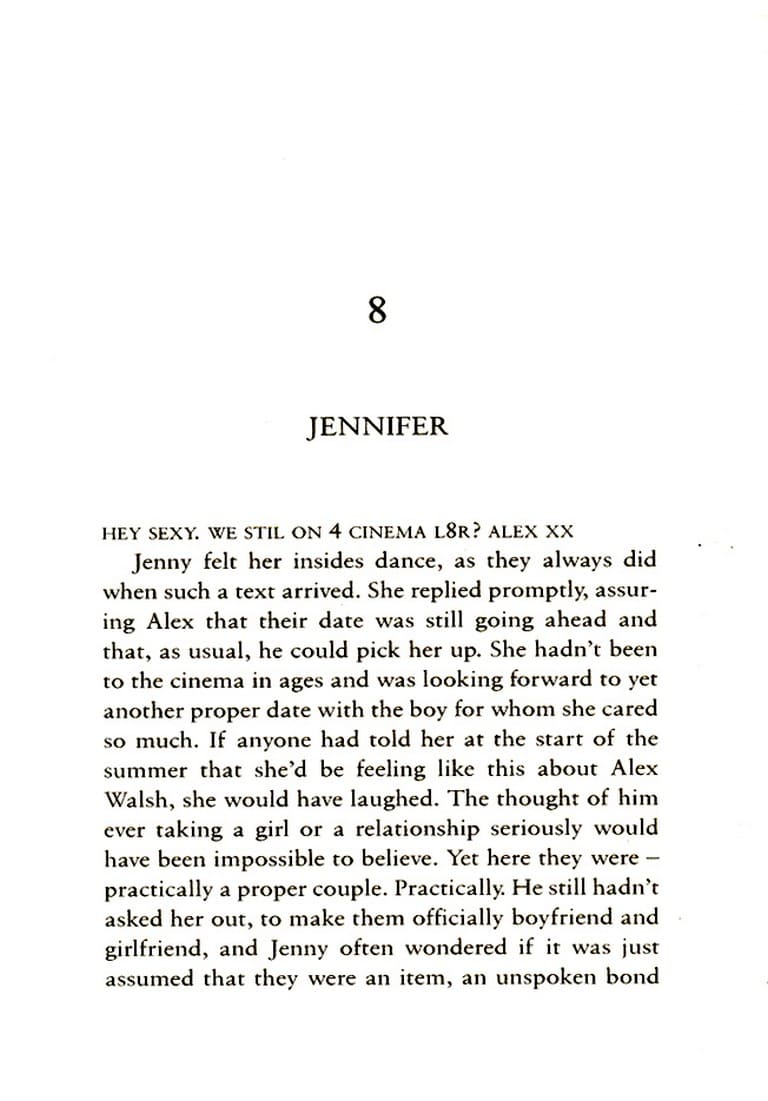 8
JENNIFER
HEY SEXY. WE STIL ON 4 CINEMA L8R? ALEX XX
Jenny felt her insides dance, as they always did
when such a text arrived. She replied promptly, assur-
ing Alex that their date was still going ahead and
that, as usual, he could pick her up. She hadn't been
to the cinema in ages and was looking forward to yet
another proper date with the boy for whom she cared
so much. If anyone had told her at the start of the
summer that she'd be feeling like this about Alex
Walsh, she would have laughed. The thought of him
ever taking a girl or a relationship seriously would
have been impossible to believe. Yet here they were –
practically a proper couple. Practically. He still hadn't
asked her out, to make them officially boyfriend and
girlfriend, and Jenny often wondered if it was just
assumed that they were an item, an unspoken bond